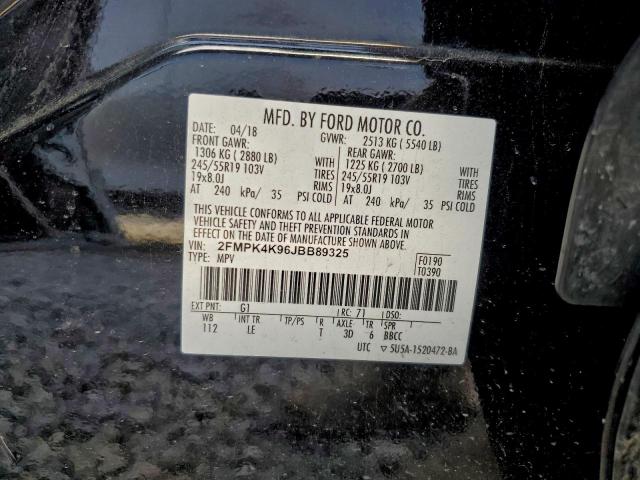 MFD. BY FORD MOTOR CO.
DATE: 04/18 GVWR: 2513 KG ( 5540 LB)
FRONT GAWR: REAR GAWR:
1306 KG ( 2880 LB) WITH 1225 KG ( 2700 LB) WITH
245/55R19 103V TIRES 245/55R19 103V TIRES
19x8.0J RIMS 19x8.0J RIMS
AT 240 kPa/ 35 PSI COLD AT 240 kPa/ 35 PSI COLD
THIS VEHICLE CONFORMS TO ALL APPLICABLE FEDERAL MOTOR
VEHICLE SAFETY AND THEFT PREVENTION STANDARDS IN
EFFECT ON THE DATE OF MANUFACTURE SHOWN ABOVE.
VIN: 2FMPK4K96JBB89325 F0190
TYPE: MPV T0390
EXT PNT: G1 RC: 71 DSO:
WB INT TR TP/PS R AXLE TR SPR
112 LE T 3D 6 BBCC
UTC ▽ 5U5A-1520472-BA